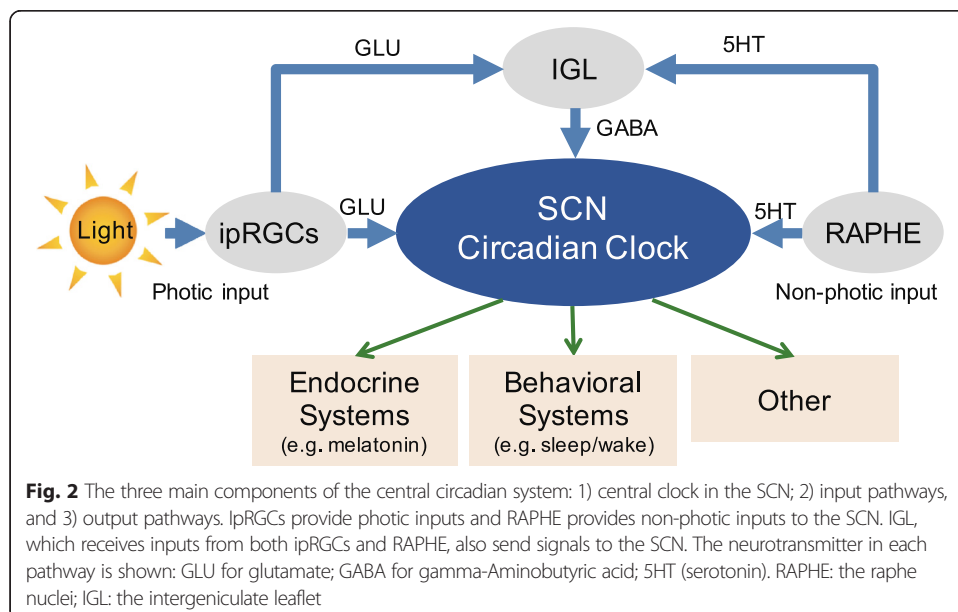 GLU
5HT
IGL
GABA
Light
ipRGCs
GLU
SCN
Circadian Clock
5HT
RAPHE
Photic input
Non-photic input
Endocrine
Systems
(e.g. melatonin)
Behavioral
Systems
(e.g. sleep/wake)
Other
Fig. 2 The three main components of the central circadian system: 1) central clock in the SCN; 2) input pathways,
and 3) output pathways. IpRGCs provide photic inputs and RAPHE provides non-photic inputs to the SCN. IGL,
which receives inputs from both ipRGCs and RAPHE, also send signals to the SCN. The neurotransmitter in each
pathway is shown: GLU for glutamate; GABA for gamma-Aminobutyric acid; 5HT (serotonin). RAPHE: the raphe
nuclei; IGL: the intergeniculate leaflet